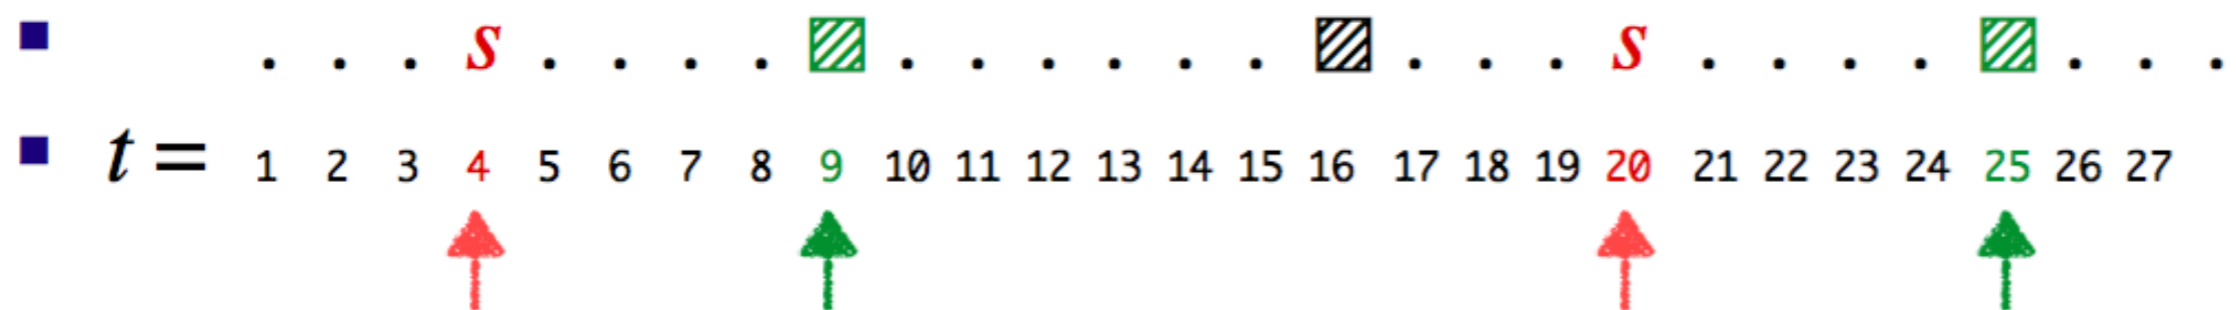 . . . S . . . . ▨ . . . . . . ▨ . . . S . . . . ▨ . . .
t = 1 2 3 4 5 6 7 8 9 10 11 12 13 14 15 16 17 18 19 20 21 22 23 24 25 26 27